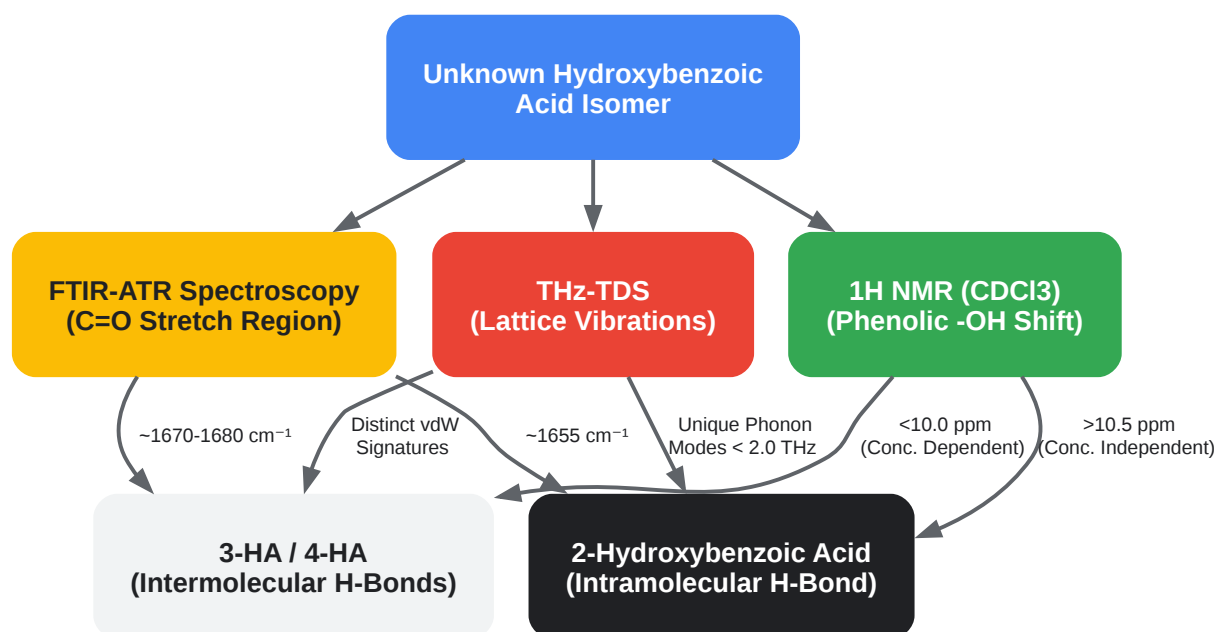 Unknown Hydroxybenzoic
Acid Isomer
FTIR-ATR Spectroscopy
(C=O Stretch Region)
THz-TDS
(Lattice Vibrations)
1H NMR (CDCl3)
(Phenolic -OH Shift)
~1670-1680 cm⁻¹
Distinct vdW
Signatures
~1655 cm⁻¹
Unique Phonon
Modes < 2.0 THz
<10.0 ppm
(Conc. Dependent)
>10.5 ppm
(Conc. Independent)
3-HA / 4-HA
(Intermolecular H-Bonds)
2-Hydroxybenzoic Acid
(Intramolecular H-Bond)